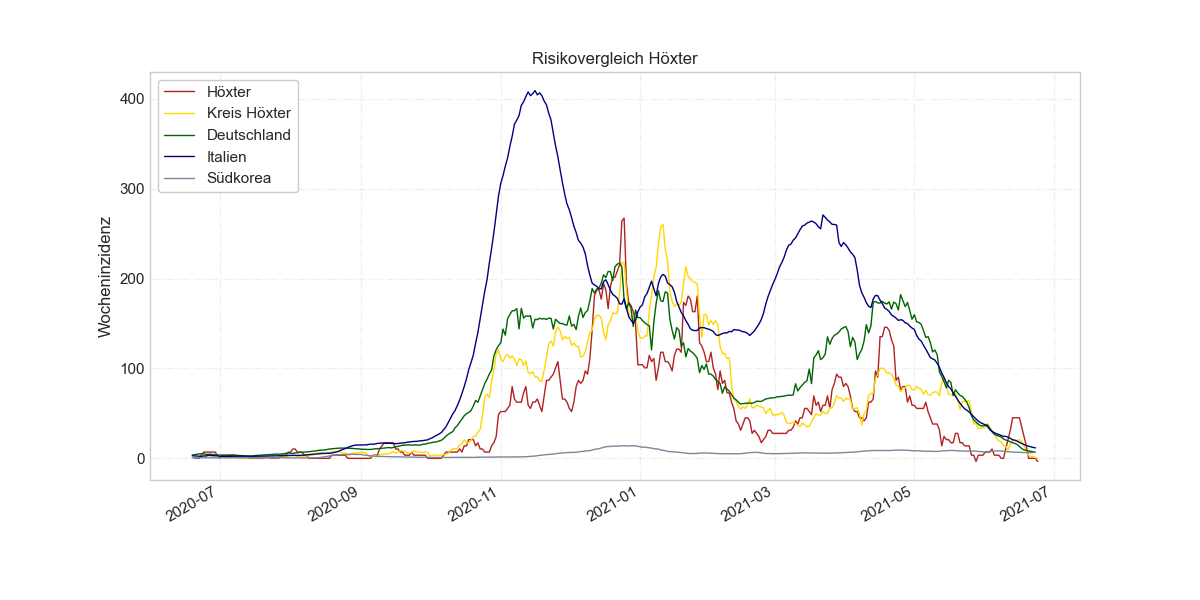 Risikovergleich Höxter
Höxter
Kreis Höxter
Deutschland
Italien
Südkorea
Wocheninzidenz
400
300
200
100
0
2020-07
2020-09
2020-11
2021-01
2021-03
2021-05
2021-07